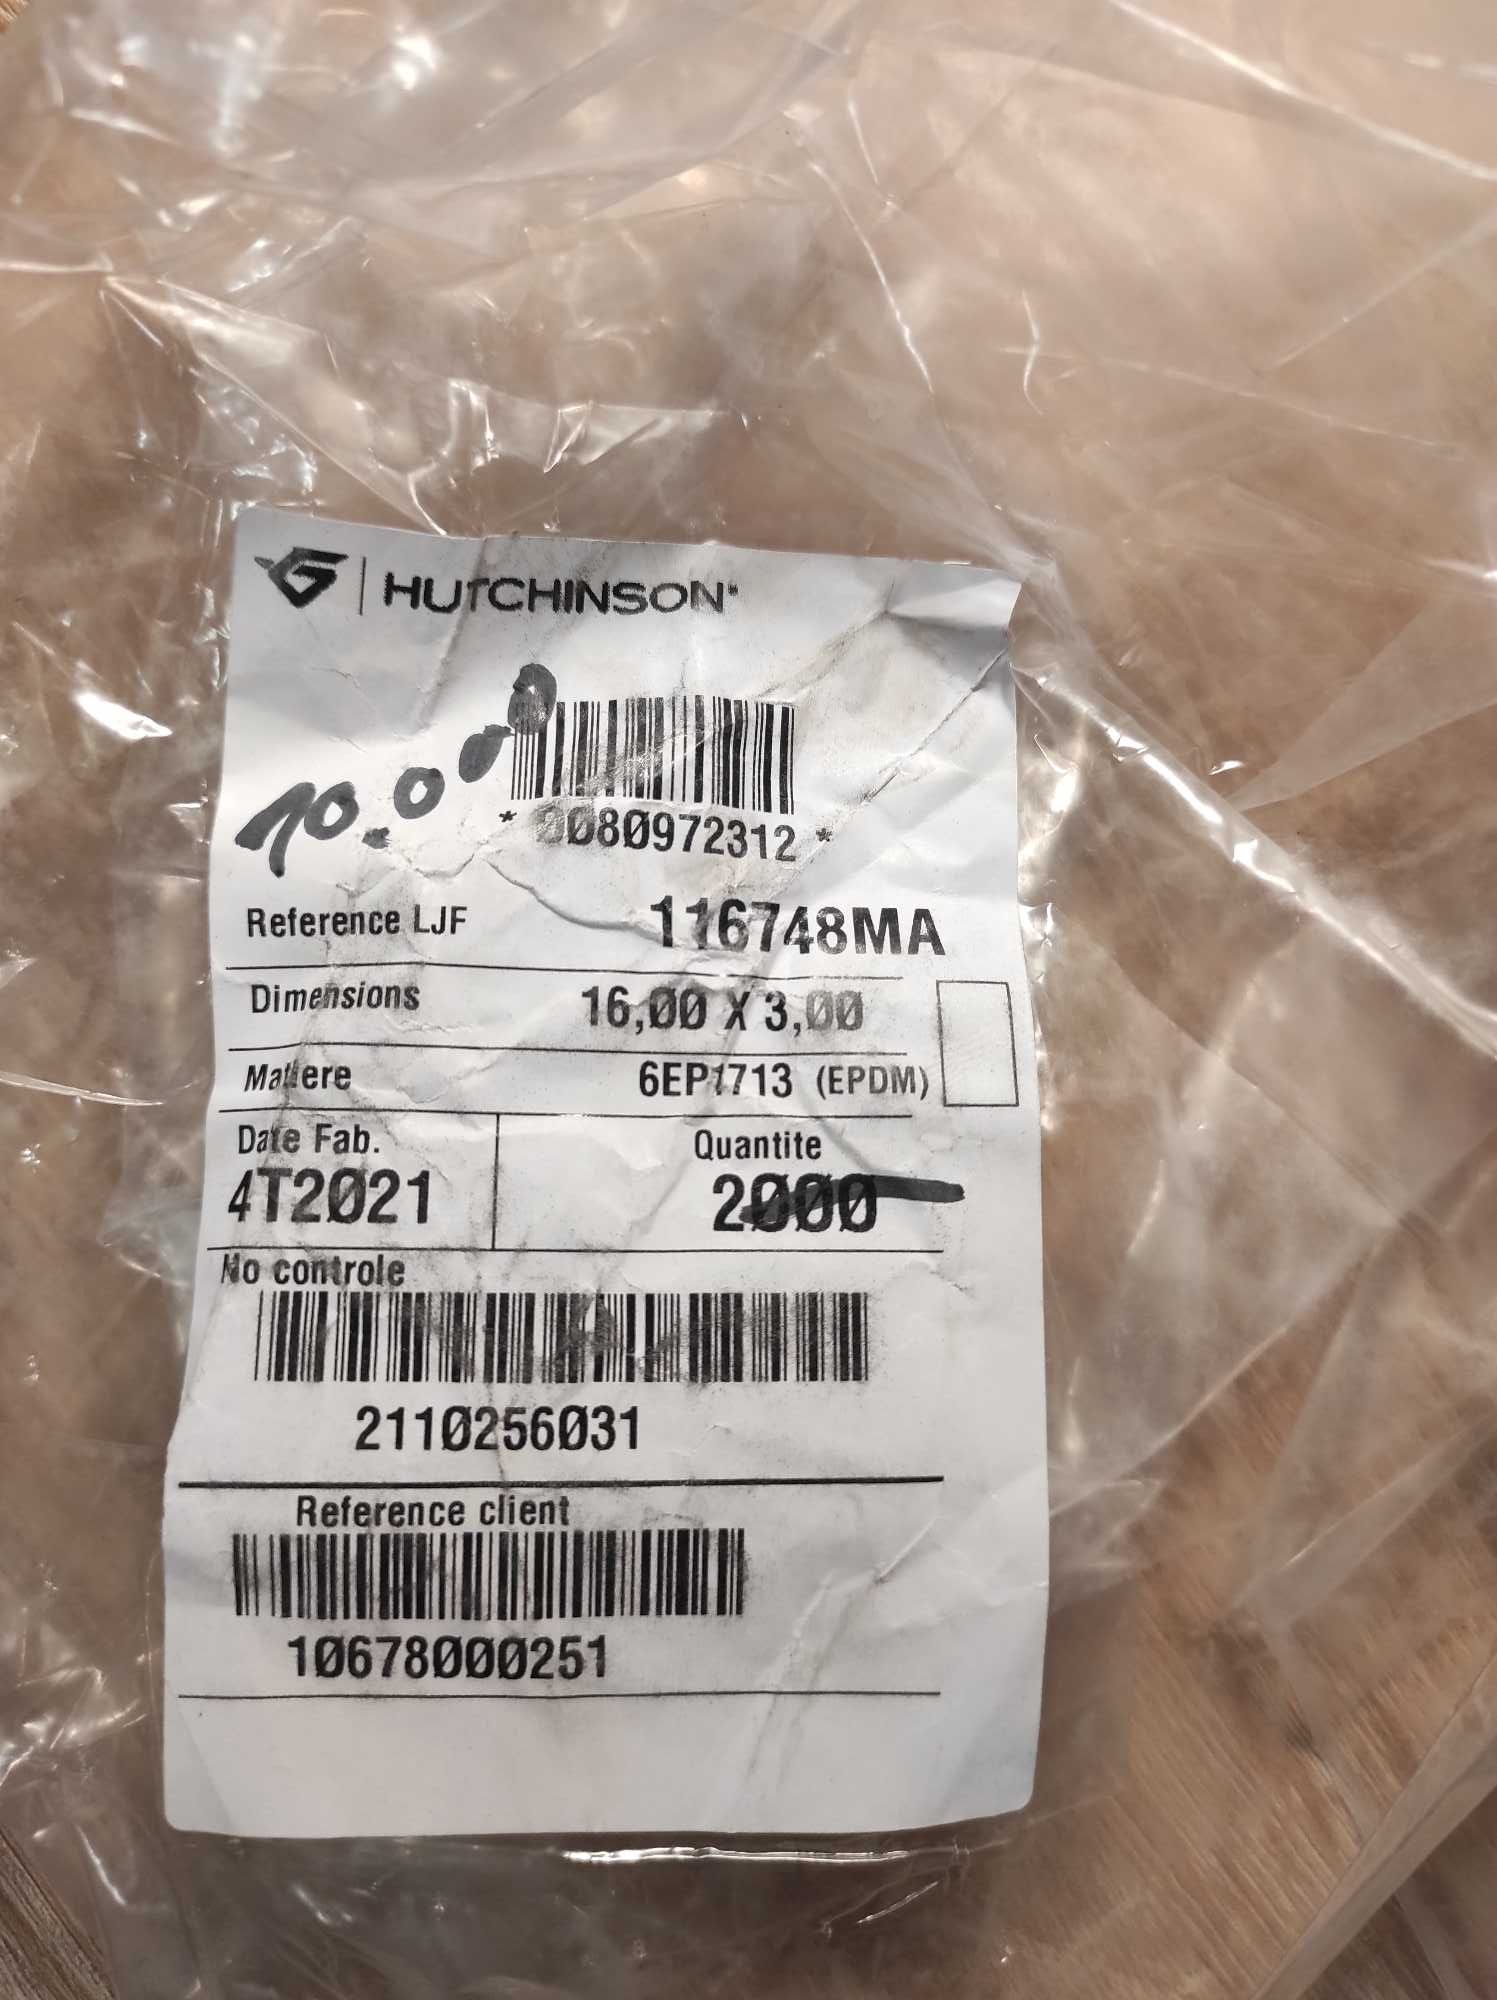 HUTCHINSON
10.000
* 0080972312 *
Reference LJF 116748MA
Dimensions 16,00 X 3,00
Matiere 6EP1713 (EPDM)
Date Fab. Quantite
4T2021 2000
No controle
2110256031
Reference client
10678000251